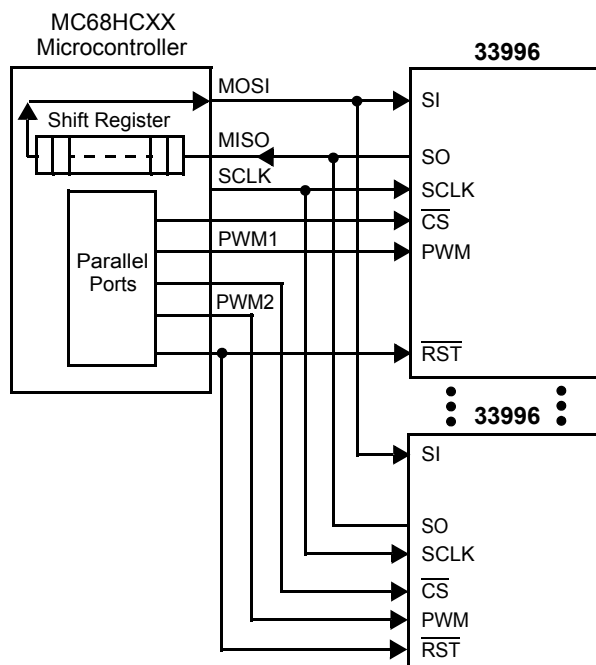 MC68HCXX
Microcontroller
33996
MOSI
SI
Shift Register
MISO
SO
SCLK
SCLK
CS
PWM1
PWM
Parallel
Ports
PWM2
RST
33996
SI
SO
SCLK
CS
PWM
RST